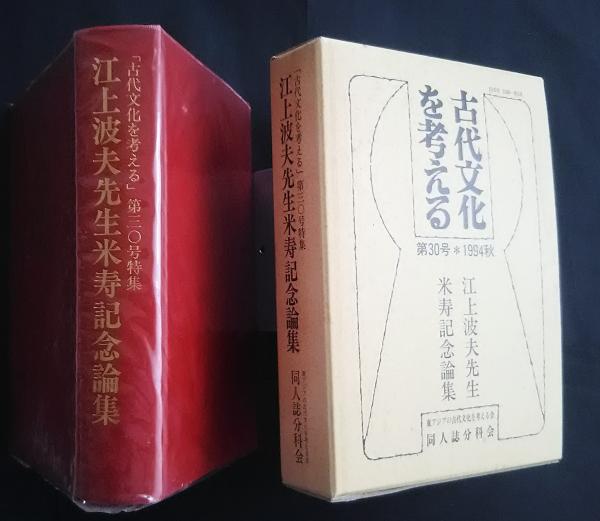 「古代文化を考える」第三〇号特集
江上波夫先生米寿記念論集
「古代文化を考える」第三〇号特集
江上波夫先生米寿記念論集
同人誌分科会
古代文化
を考える
第30号*1994秋
江上波夫先生
米寿記念論集
東アジアの古代文化を考える会
同人誌分科会